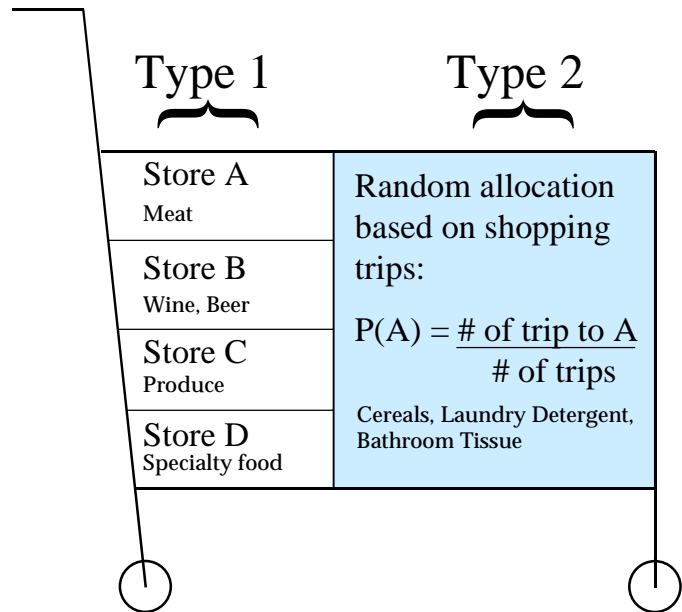 Type 1
Type 2
Store A
Meat
Store B
Wine, Beer
Store C
Produce
Store D
Specialty food
Random allocation
based on shopping
trips:
P(A) = # of trip to A
# of trips
Cereals, Laundry Detergent,
Bathroom Tissue